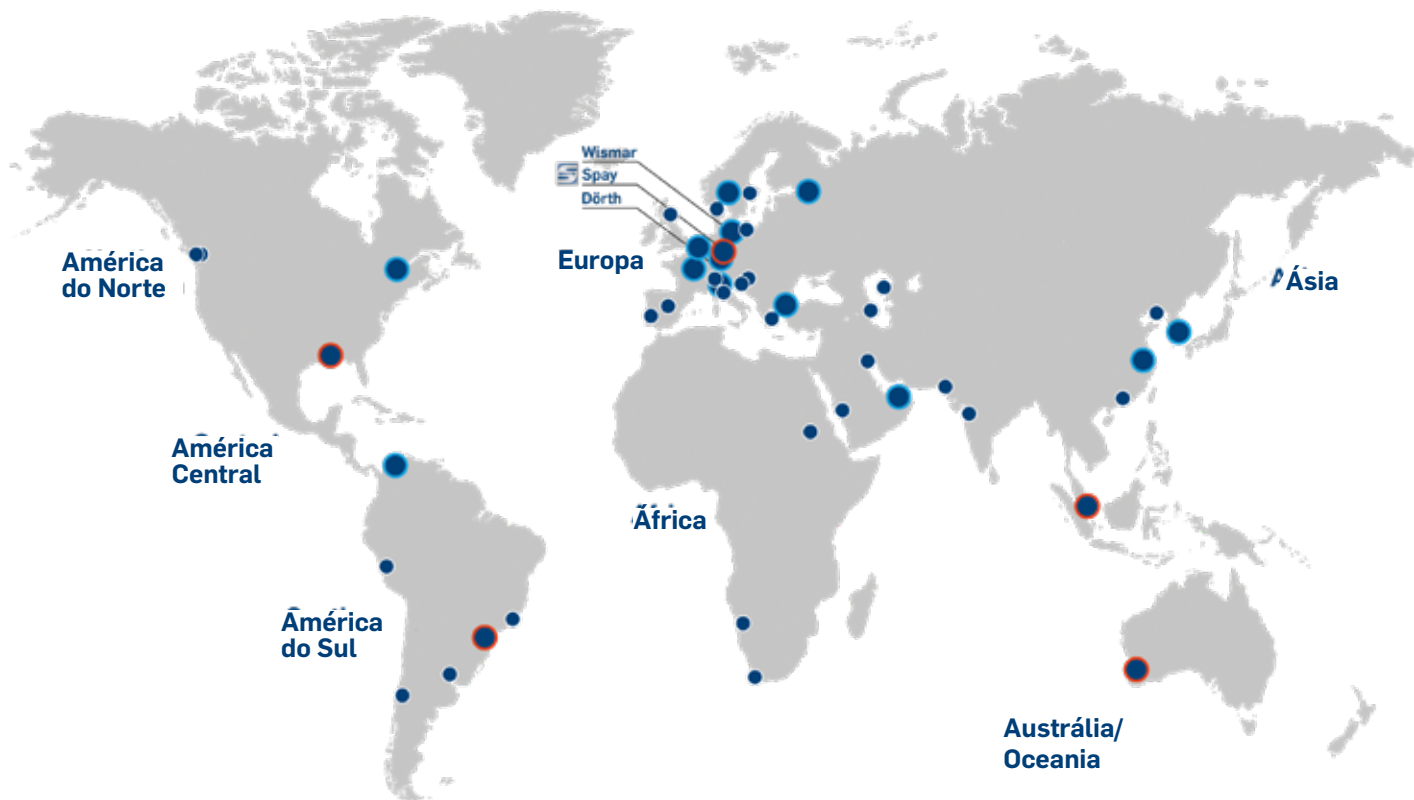 Wismar
Spay
Dörth
Europa
América
do Norte
Ásia
América
Central
África
América
do Sul
Austrália/
Oceania